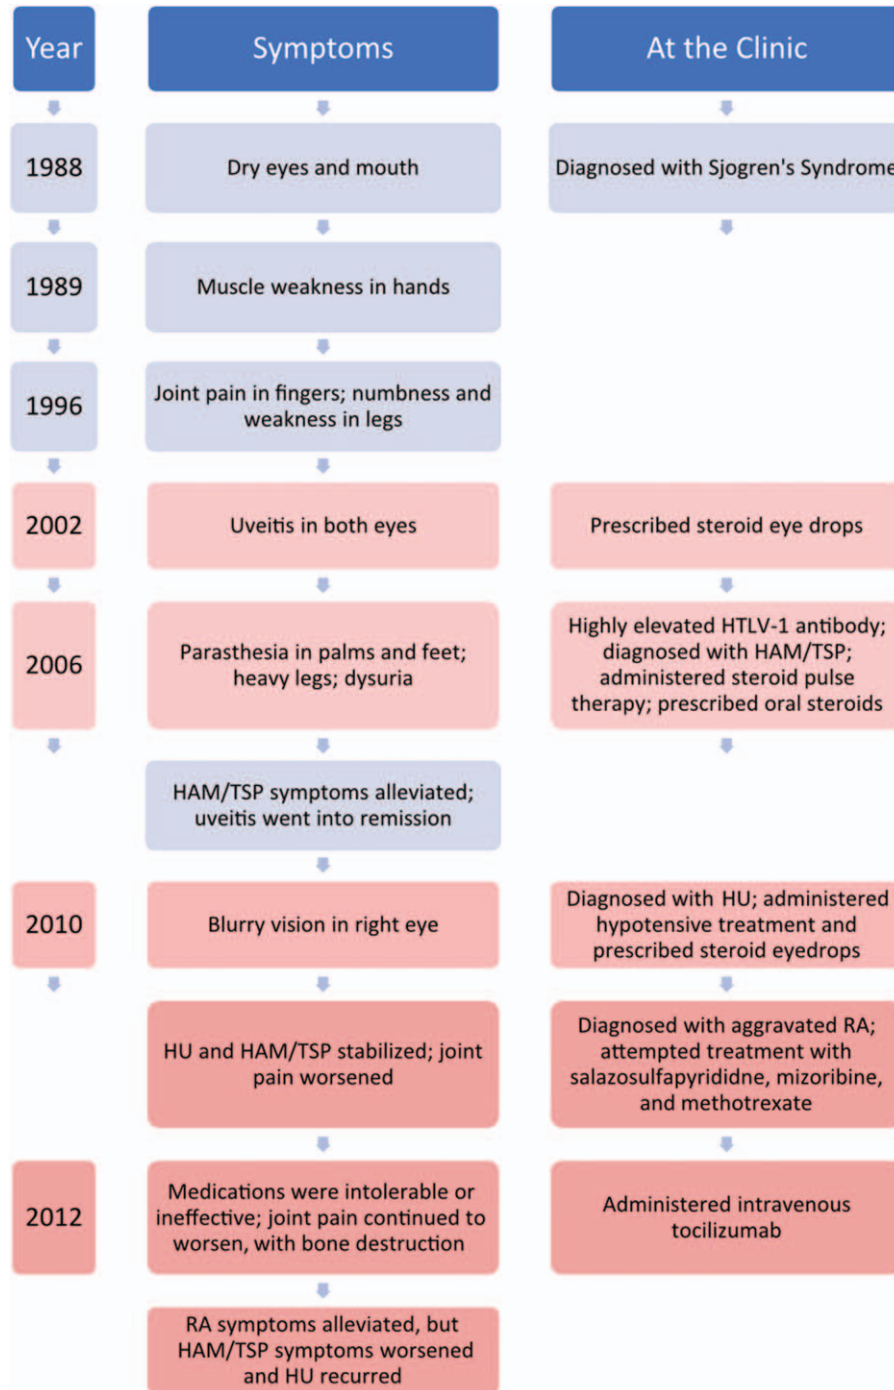 Year Symptoms At the Clinic
1988 Dry eyes and mouth Diagnosed with Sjogren's Syndrome
1989 Muscle weakness in hands
1996
Joint pain in fingers; numbness and
weakness in legs
2002 Uveitis in both eyes Prescribed steroid eye drops
2006
Parasthesia in palms and feet;
heavy legs; dysuria
Highly elevated HTLV-1 antibody;
diagnosed with HAM/TSP;
administered steroid pulse
therapy; prescribed oral steroids
HAM/TSP symptoms alleviated;
uveitis went into remission
2010 Blurry vision in right eye
Diagnosed with HU; administered
hypotensive treatment and
prescribed steroid eyedrops
HU and HAM/TSP stabilized; joint
pain worsened
Diagnosed with aggravated RA;
attempted treatment with
salazosulfapyrididne, mizoribine,
and methotrexate
2012
Medications were intolerable or
ineffective; joint pain continued to
worsen, with bone destruction
Administered intravenous
tocilizumab
RA symptoms alleviated, but
HAM/TSP symptoms worsened
and HU recurred